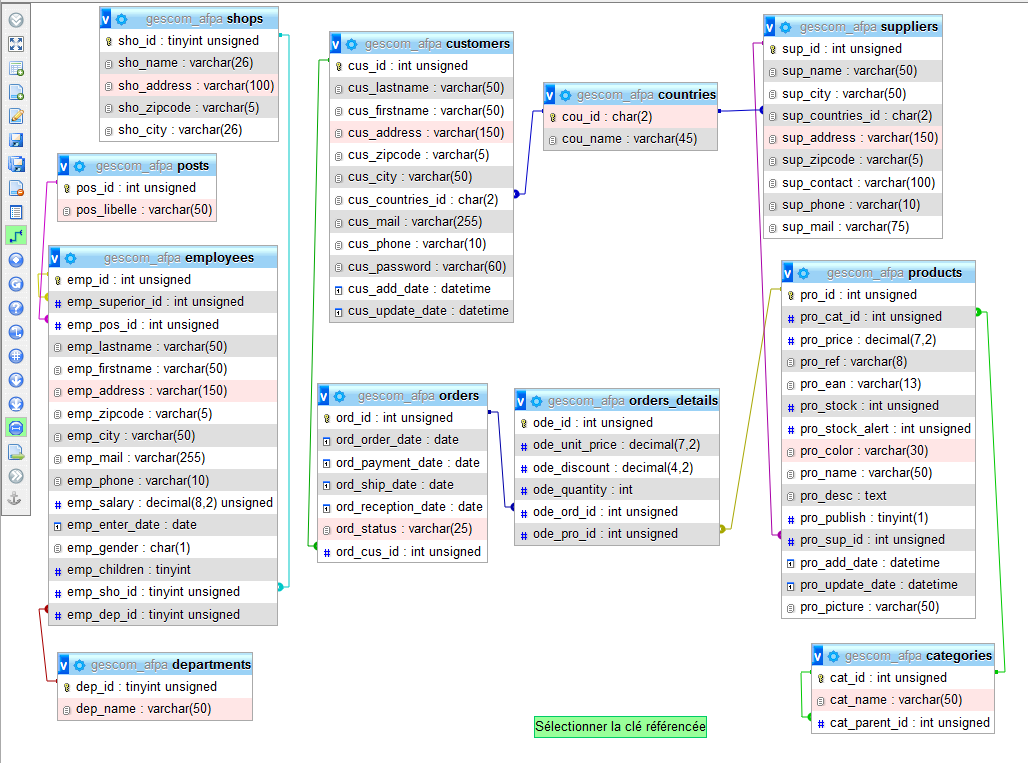 gescom_afpa shops
sho_id : tinyint unsigned
sho_name : varchar(26)
sho_address : varchar(100)
sho_zipcode : varchar(5)
sho_city : varchar(26)
gescom_afpa posts
pos_id : int unsigned
pos_libelle : varchar(50)
gescom_afpa employees
emp_id : int unsigned
emp_superior_id : int unsigned
emp_pos_id : int unsigned
emp_lastname : varchar(50)
emp_firstname : varchar(50)
emp_address : varchar(150)
emp_zipcode : varchar(5)
emp_city : varchar(50)
emp_mail : varchar(255)
emp_phone : varchar(10)
emp_salary : decimal(8,2) unsigned
emp_enter_date : date
emp_gender : char(1)
emp_children : tinyint
emp_sho_id : tinyint unsigned
emp_dep_id : tinyint unsigned
gescom_afpa departments
dep_id : tinyint unsigned
dep_name : varchar(50)
gescom_afpa customers
cus_id : int unsigned
cus_lastname : varchar(50)
cus_firstname : varchar(50)
cus_address : varchar(150)
cus_zipcode : varchar(5)
cus_city : varchar(50)
cus_countries_id : char(2)
cus_mail : varchar(255)
cus_phone : varchar(10)
cus_password : varchar(60)
cus_add_date : datetime
cus_update_date : datetime
gescom_afpa orders
ord_id : int unsigned
ord_order_date : date
ord_payment_date : date
ord_ship_date : date
ord_reception_date : date
ord_status : varchar(25)
ord_cus_id : int unsigned
gescom_afpa countries
cou_id : char(2)
cou_name : varchar(45)
gescom_afpa orders_details
ode_id : int unsigned
ode_unit_price : decimal(7,2)
ode_discount : decimal(4,2)
ode_quantity : int
ode_ord_id : int unsigned
ode_pro_id : int unsigned
gescom_afpa suppliers
sup_id : int unsigned
sup_name : varchar(50)
sup_city : varchar(50)
sup_countries_id : char(2)
sup_address : varchar(150)
sup_zipcode : varchar(5)
sup_contact : varchar(100)
sup_phone : varchar(10)
sup_mail : varchar(75)
gescom_afpa products
pro_id : int unsigned
pro_cat_id : int unsigned
pro_price : decimal(7,2)
pro_ref : varchar(8)
pro_ean : varchar(13)
pro_stock : int unsigned
pro_stock_alert : int unsigned
pro_color : varchar(30)
pro_name : varchar(50)
pro_desc : text
pro_publish : tinyint(1)
pro_sup_id : int unsigned
pro_add_date : datetime
pro_update_date : datetime
pro_picture : varchar(50)
gescom_afpa categories
cat_id : int unsigned
cat_name : varchar(50)
cat_parent_id : int unsigned
Sélectionner la clé référencée